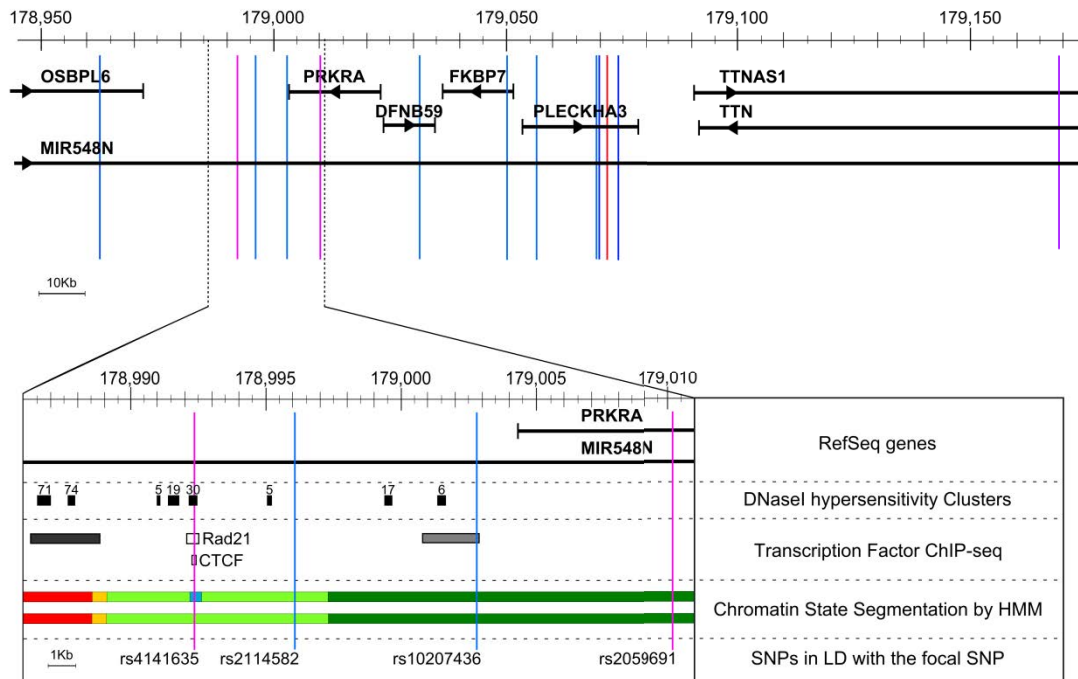 178,950 179,000 179,050 179,100 179,150
OSBPL6 PRKRA FKBP7 TTNAS1
DFNB59 PLECKHA3 TTN
MIR548N
10Kb
178,990 178,995 179,000 179,005 179,010
PRKRA
MIR548N
RefSeq genes
71 74 5 19 30 5 17 6
DNaseI hypersensitivity Clusters
Rad21
CTCF
Transcription Factor ChIP-seq
Chromatin State Segmentation by HMM
1Kb
rs4141635 rs2114582 rs10207436 rs2059691
SNPs in LD with the focal SNP